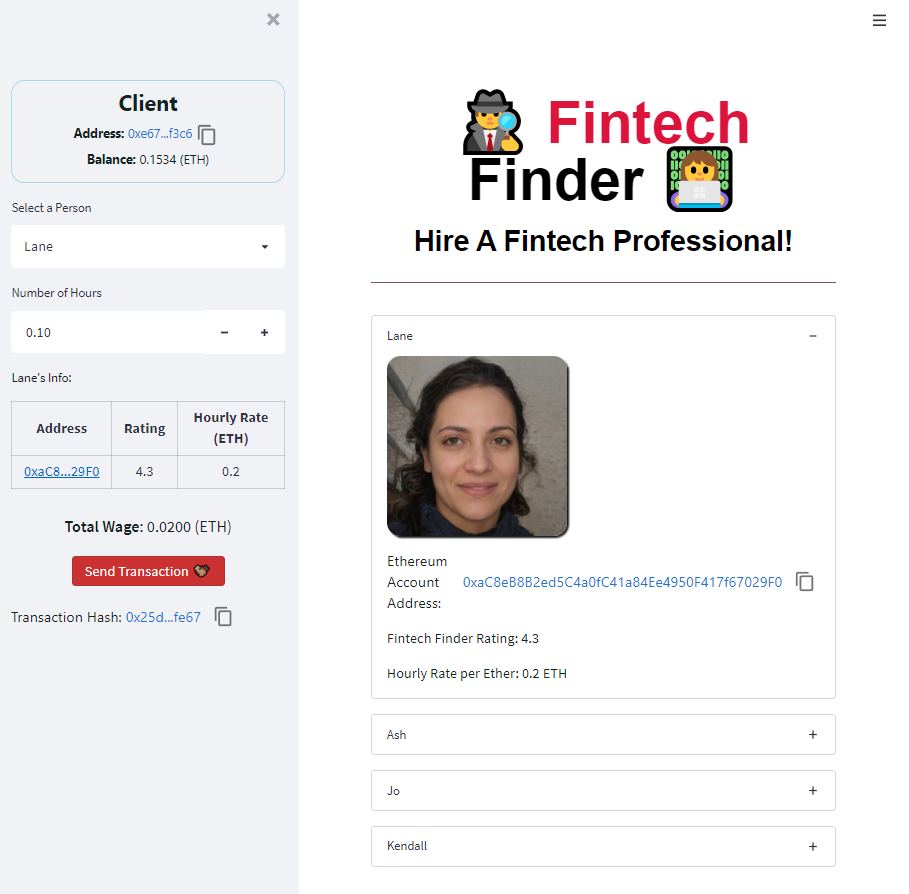 Client
Address: 0xe67...f3c6
Balance: 0.1534 (ETH)
Select a Person
Lane
Number of Hours
0.10
Lane's Info:
Address Rating Hourly Rate (ETH)
0xaC8...29F0 4.3 0.2
Total Wage: 0.0200 (ETH)
Send Transaction
Transaction Hash: 0x25d...fe67
Fintech
Finder
Hire A Fintech Professional!
Lane
Ethereum
Account
Address:
0xaC8eB8B2ed5C4a0fC41a84Ee4950F417f67029F0
Fintech Finder Rating: 4.3
Hourly Rate per Ether: 0.2 ETH
Ash
Jo
Kendall